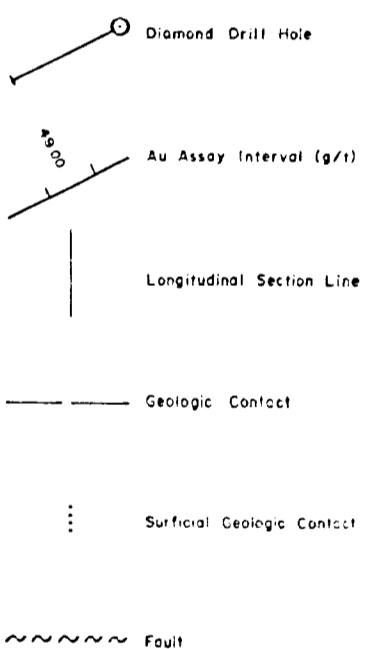 Diamond Drill Hole
49 00
Au Assay Interval (g/t)
Longitudinal Section Line
Geologic Contact
Surficial Geologic Contact
Fault